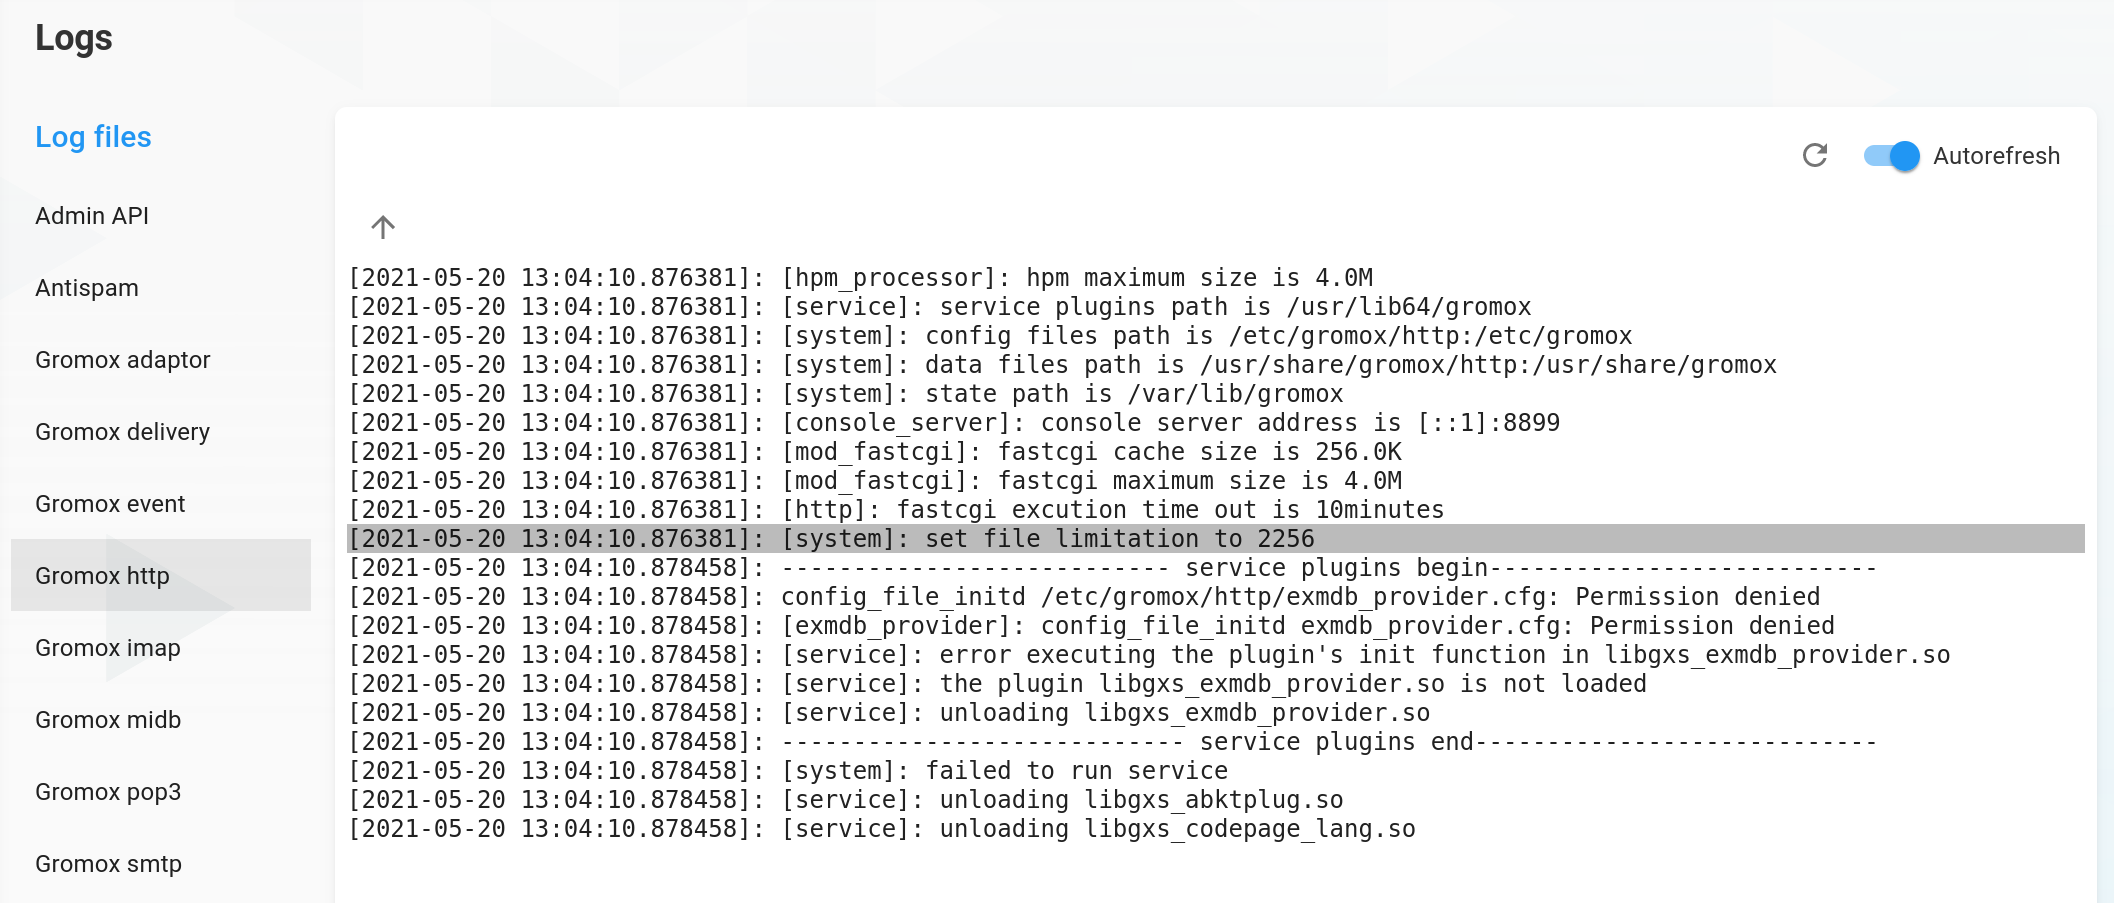 Logs
Log files
Admin API
Antispam
Gromox adaptor
Gromox delivery
Gromox event
Gromox http
Gromox imap
Gromox midb
Gromox pop3
Gromox smtp
Autorefresh
[2021-05-20 13:04:10.876381]: [hpm_processor]: hpm maximum size is 4.0M
[2021-05-20 13:04:10.876381]: [service]: service plugins path is /usr/lib64/gromox
[2021-05-20 13:04:10.876381]: [system]: config files path is /etc/gromox/http:/etc/gromox
[2021-05-20 13:04:10.876381]: [system]: data files path is /usr/share/gromox/http:/usr/share/gromox
[2021-05-20 13:04:10.876381]: [system]: state path is /var/lib/gromox
[2021-05-20 13:04:10.876381]: [console_server]: console server address is [::1]:8899
[2021-05-20 13:04:10.876381]: [mod_fastcgi]: fastcgi cache size is 256.0K
[2021-05-20 13:04:10.876381]: [mod_fastcgi]: fastcgi maximum size is 4.0M
[2021-05-20 13:04:10.876381]: [http]: fastcgi excution time out is 10minutes
[2021-05-20 13:04:10.876381]: [system]: set file limitation to 2256
[2021-05-20 13:04:10.878458]: --------------------------- service plugins begin---------------------------
[2021-05-20 13:04:10.878458]: config_file_initd /etc/gromox/http/exmdb_provider.cfg: Permission denied
[2021-05-20 13:04:10.878458]: [exmdb_provider]: config_file_initd exmdb_provider.cfg: Permission denied
[2021-05-20 13:04:10.878458]: [service]: error executing the plugin's init function in libgxs_exmdb_provider.so
[2021-05-20 13:04:10.878458]: [service]: the plugin libgxs_exmdb_provider.so is not loaded
[2021-05-20 13:04:10.878458]: [service]: unloading libgxs_exmdb_provider.so
[2021-05-20 13:04:10.878458]: ---------------------------- service plugins end----------------------------
[2021-05-20 13:04:10.878458]: [system]: failed to run service
[2021-05-20 13:04:10.878458]: [service]: unloading libgxs_abktplug.so
[2021-05-20 13:04:10.878458]: [service]: unloading libgxs_codepage_lang.so